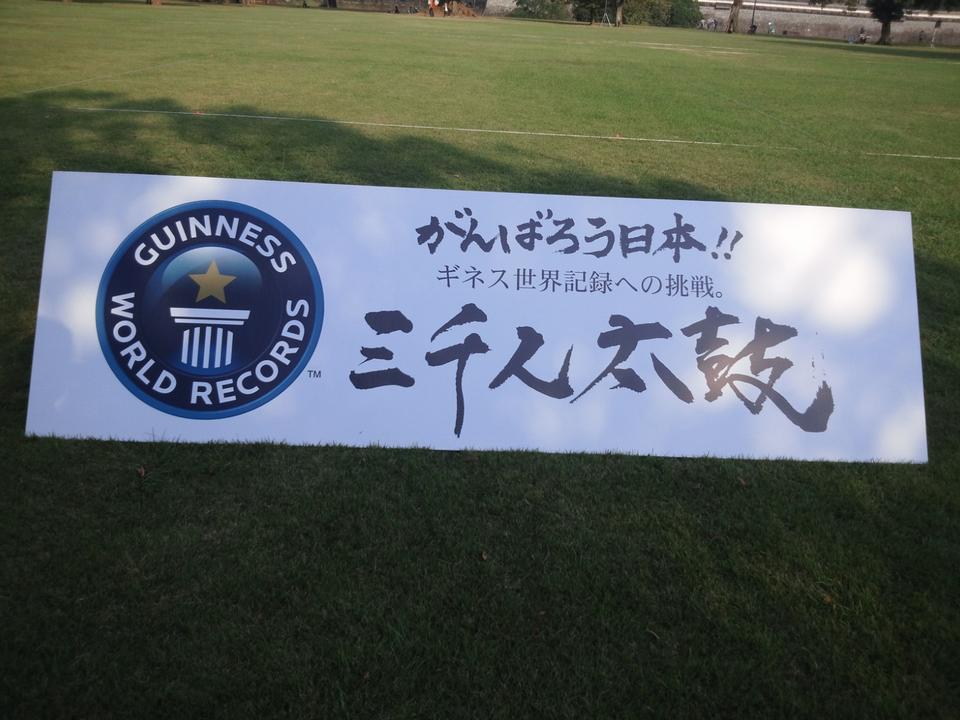 GUINNESS
WORLD RECORDS
TM
がんばろう日本!!
ギネス世界記録への挑戦。
三千人太鼓